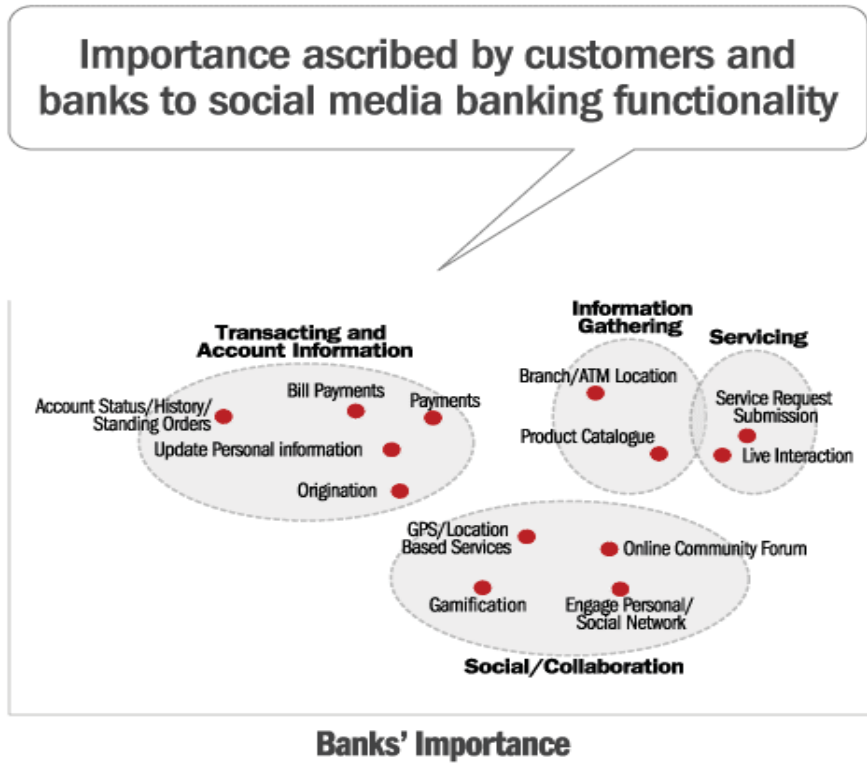 Importance ascribed by customers and
banks to social media banking functionality
Transacting and
Account Information
Information
Gathering
Servicing
Account Status/History/
Standing Orders
Bill Payments
Payments
Update Personal information
Origination
Branch/ATM Location
Product Catalogue
Service Request
Submission
Live Interaction
GPS/Location
Based Services
Online Community Forum
Gamification
Engage Personal/
Social Network
Social/Collaboration
Banks' Importance